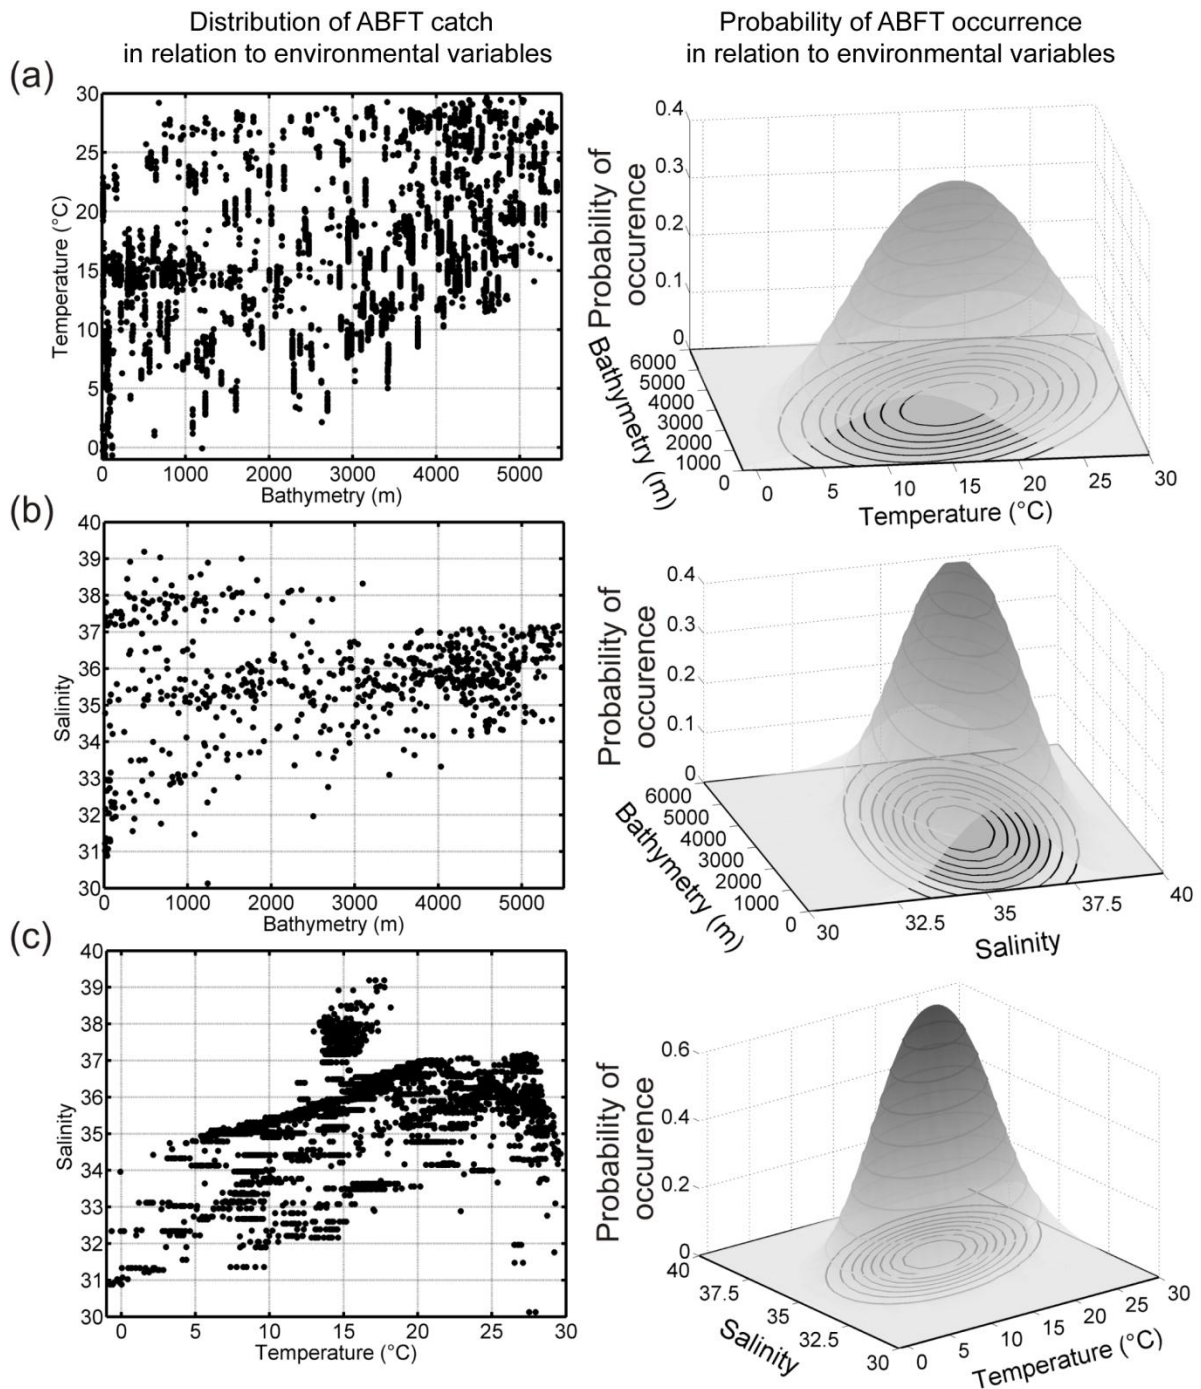 Distribution of ABFT catch
in relation to environmental variables
Probability of ABFT occurrence
in relation to environmental variables
(a)
30
25
20
15
10
5
0
Temperature (°C)
0 1000 2000 3000 4000 5000
Bathymetry (m)
0.4
0.3
0.2
0.1
0
Probability of
occurence
6000
5000
4000
3000
2000
1000
0
Bathymetry (m)
0 5 10 15 20 25 30
Temperature (°C)
(b)
40
39
38
37
36
35
34
33
32
31
30
Salinity
0 1000 2000 3000 4000 5000
Bathymetry (m)
0.4
0.3
0.2
0.1
0
Probability of
occurence
6000
5000
4000
3000
2000
1000
0
Bathymetry (m)
30 32.5 35 37.5 40
Salinity
(c)
40
39
38
37
36
35
34
33
32
31
30
Salinity
0 5 10 15 20 25 30
Temperature (°C)
0.6
0.4
0.2
0
Probability of
occurence
40
37.5
35
32.5
30
Salinity
0 5 10 15 20 25 30
Temperature (°C)